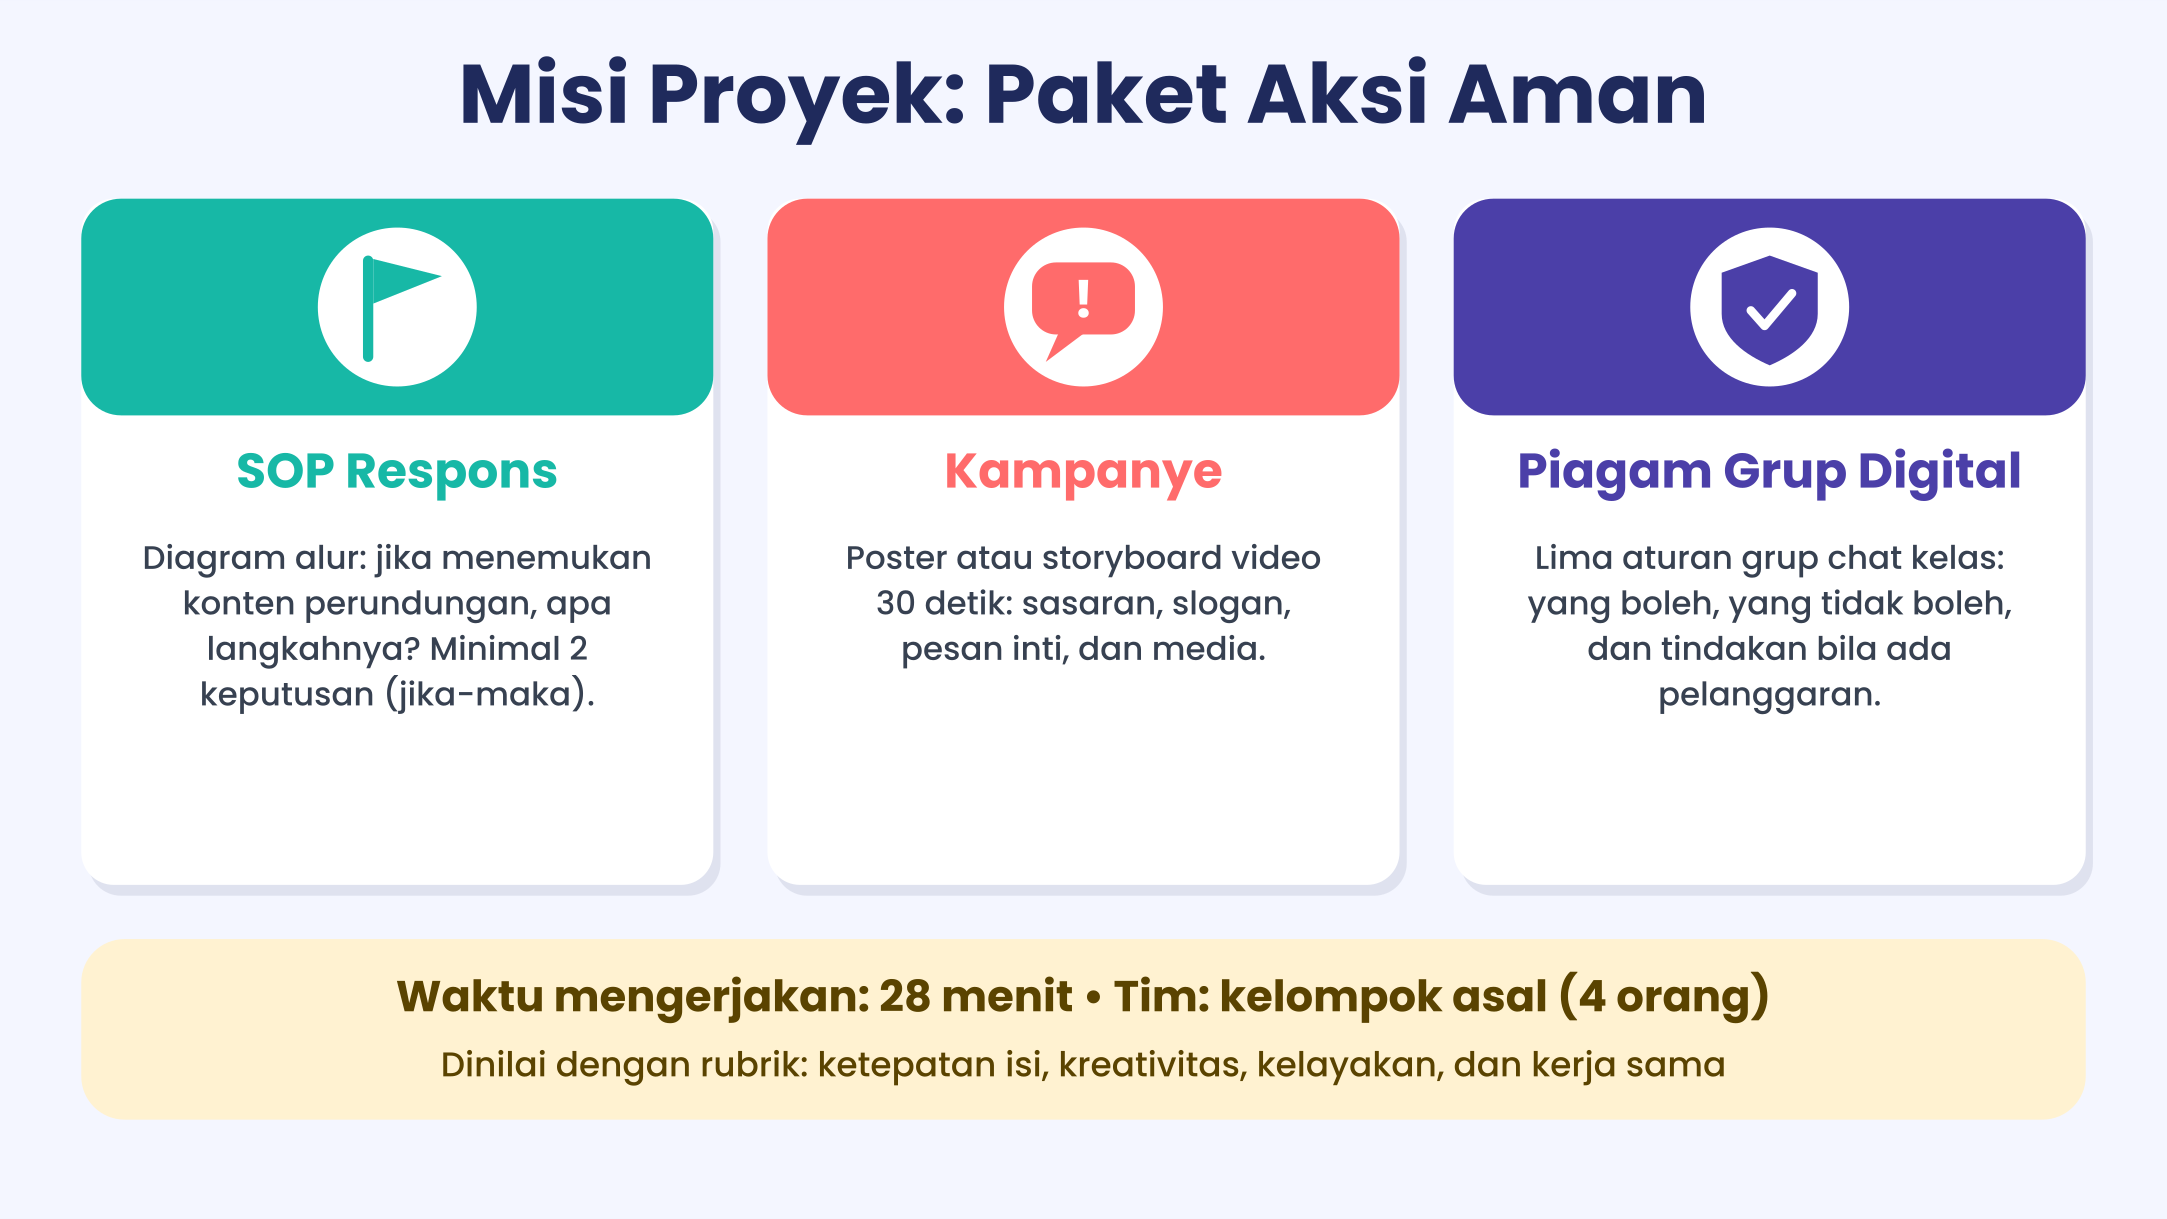 Misi Proyek: Paket Aksi Aman
!
SOP Respons
Diagram alur: jika menemukan
konten perundungan, apa
langkahnya? Minimal 2
keputusan (jika-maka).
Kampanye
Poster atau storyboard video
30 detik: sasaran, slogan,
pesan inti, dan media.
Piagam Grup Digital
Lima aturan grup chat kelas:
yang boleh, yang tidak boleh,
dan tindakan bila ada
pelanggaran.
Waktu mengerjakan: 28 menit • Tim: kelompok asal (4 orang)
Dinilai dengan rubrik: ketepatan isi, kreativitas, kelayakan, dan kerja sama